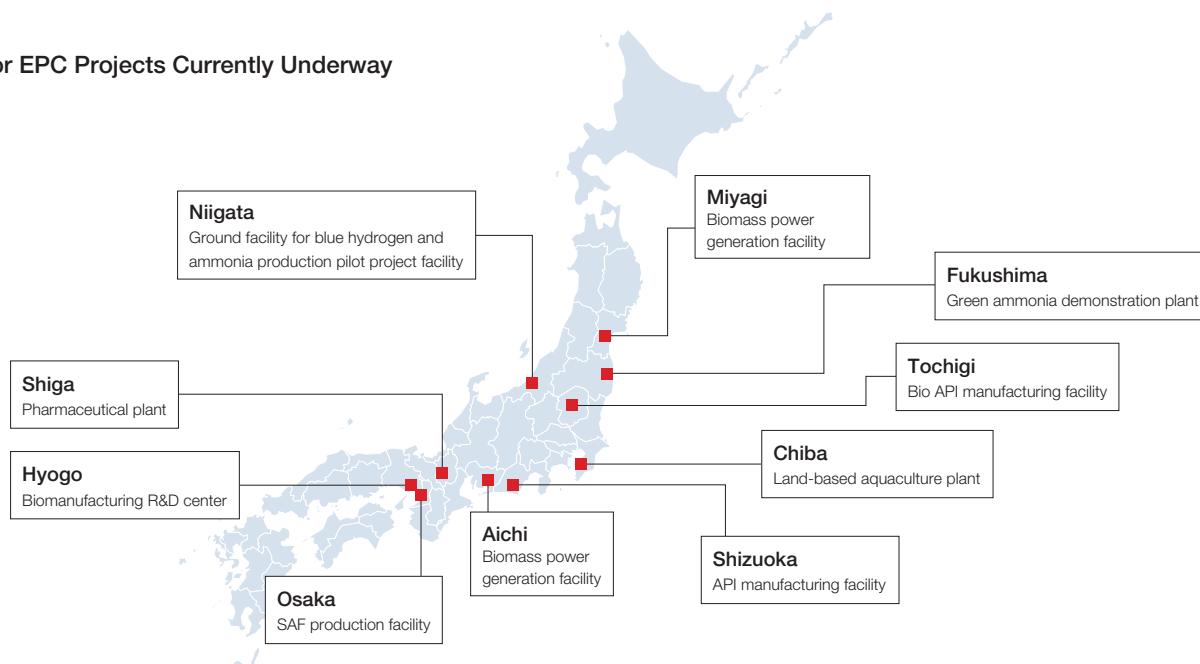 or EPC Projects Currently Underway
Niigata
Ground facility for blue hydrogen and
ammonia production pilot project facility
Miyagi
Biomass power
generation facility
Fukushima
Green ammonia demonstration plant
Tochigi
Bio API manufacturing facility
Shiga
Pharmaceutical plant
Chiba
Land-based aquaculture plant
Hyogo
Biomanufacturing R&D center
Aichi
Biomass power
generation facility
Shizuoka
API manufacturing facility
Osaka
SAF production facility